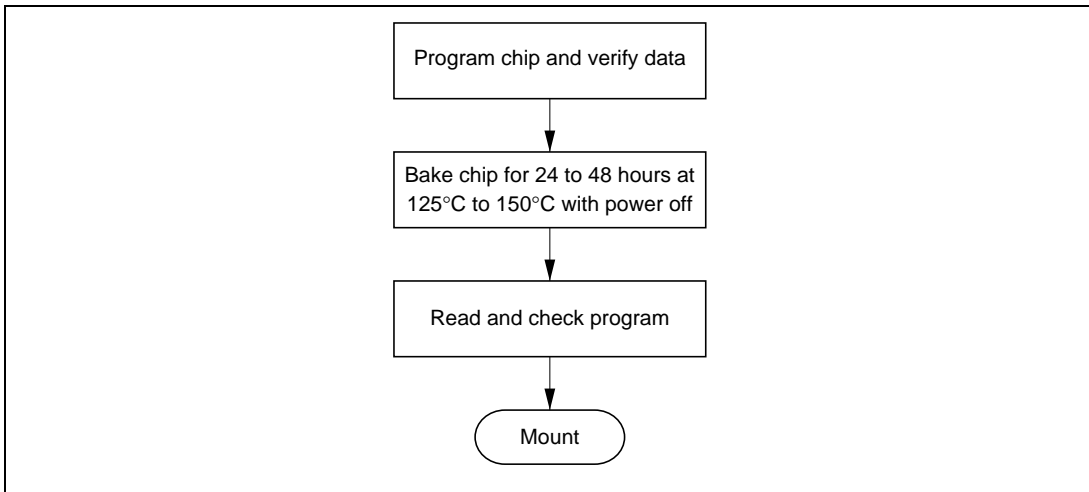 Program chip and verify data
Bake chip for 24 to 48 hours at
125°C to 150°C with power off
Read and check program
Mount